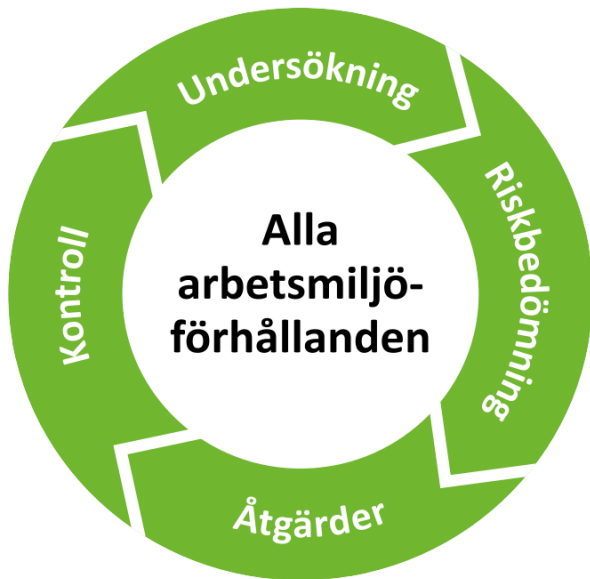 Undersökning
Riskbedömning
Åtgärder
Kontroll
Alla
arbetsmiljö-
förhållanden